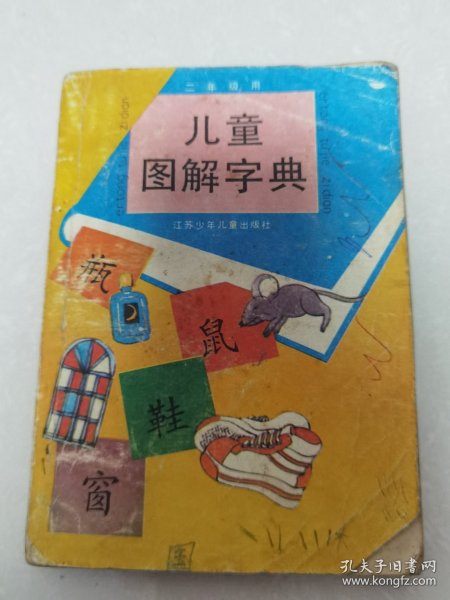 二年级用
儿童
图解字典
江苏少年儿童出版社
瓶
鼠
鞋
窗
孔夫子旧书网
www.kongfz.com